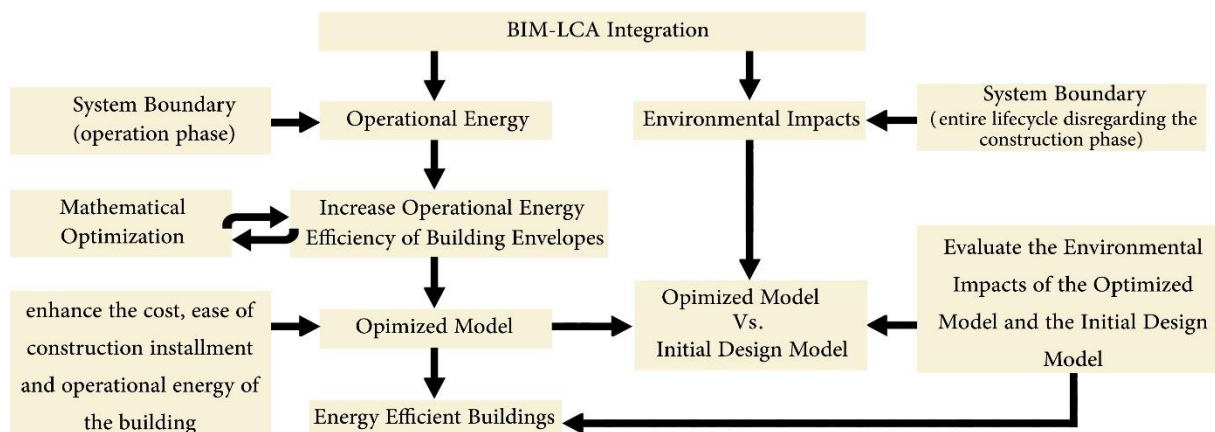 BIM-LCA Integration
System Boundary
(operation phase)
Operational Energy
Environmental Impacts
System Boundary
(entire lifecycle disregarding the
construction phase)
Mathematical
Optimization
Increase Operational Energy
Efficiency of Building Envelopes
Evaluate the Environmental
Impacts of the Optimized
Model and the Initial Design
Model
enhance the cost, ease of
construction installment
and operational energy of
the building
Opimized Model
Opimized Model
Vs.
Initial Design Model
Energy Efficient Buildings